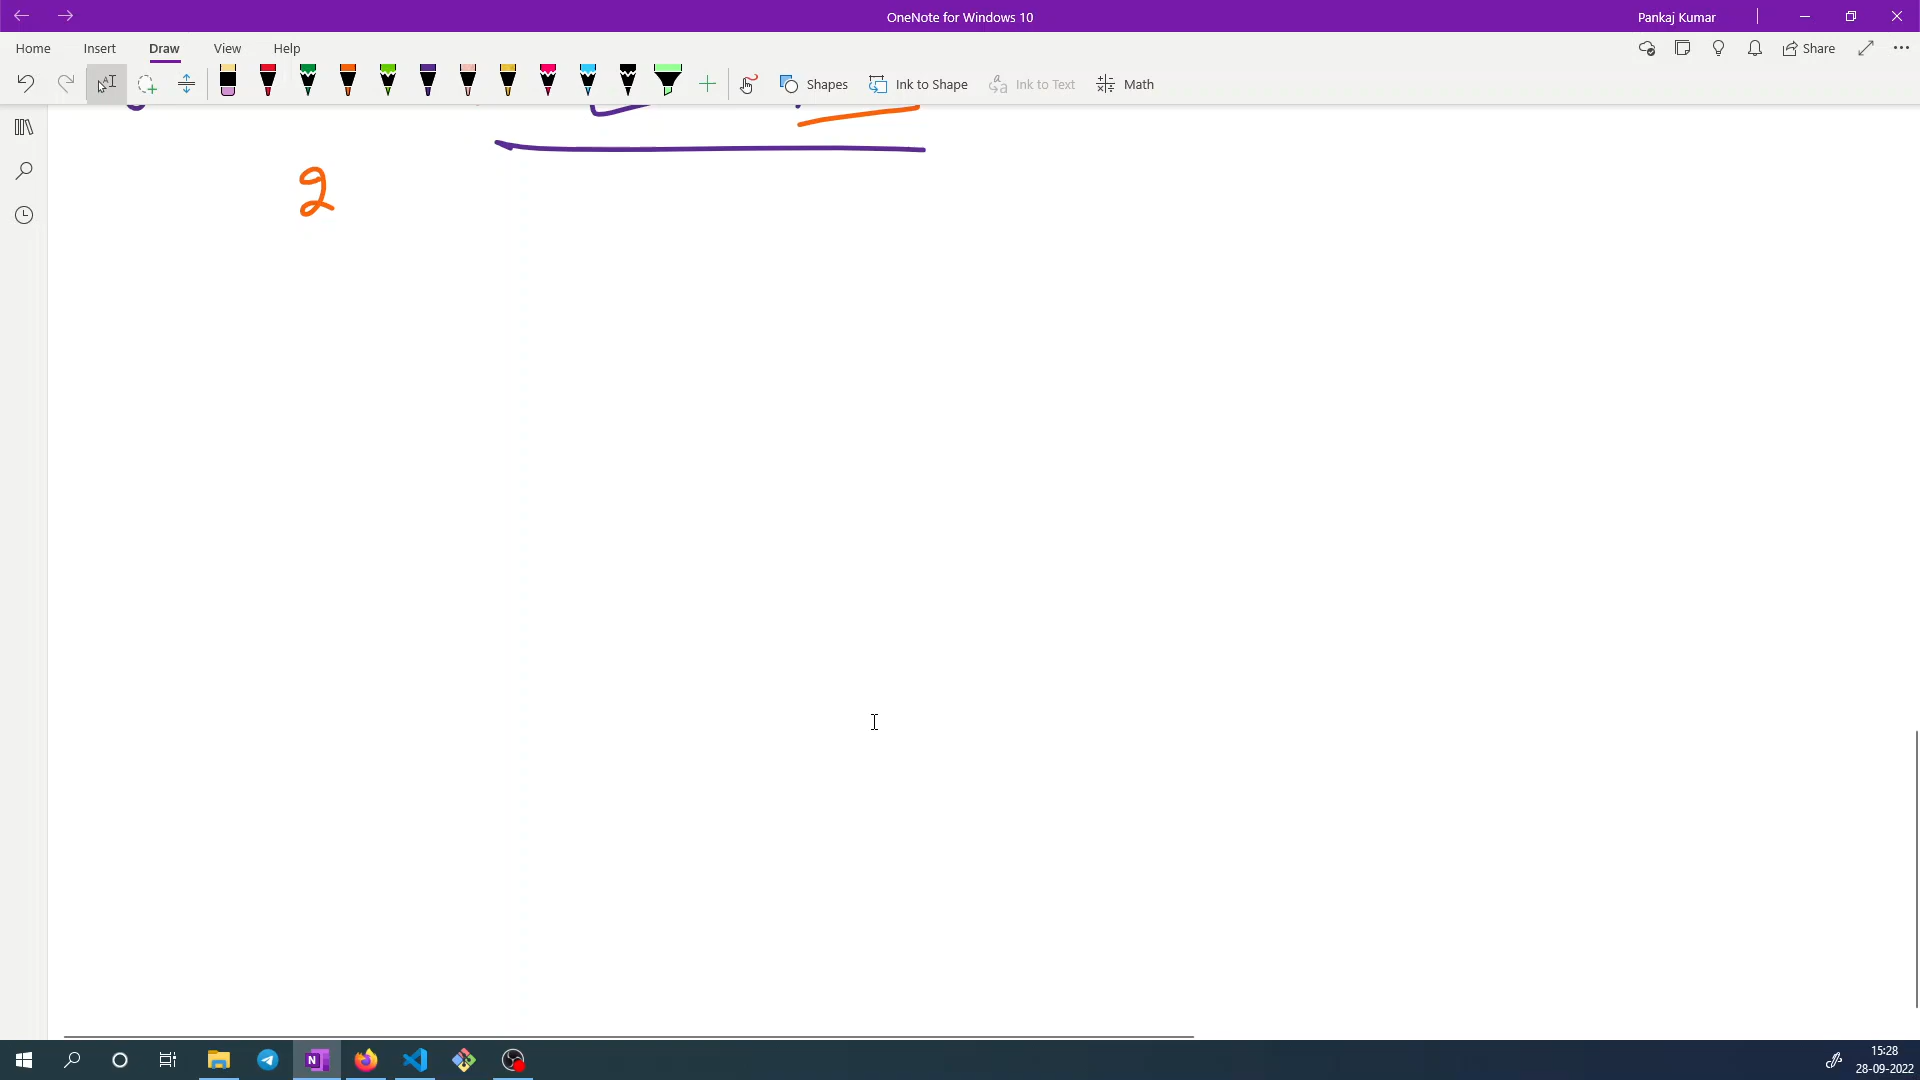 OneNote for Windows 10
Pankaj Kumar
Home Insert Draw View Help
Share
Shapes Ink to Shape Ink to Text Math
2
15:28
28-09-2022